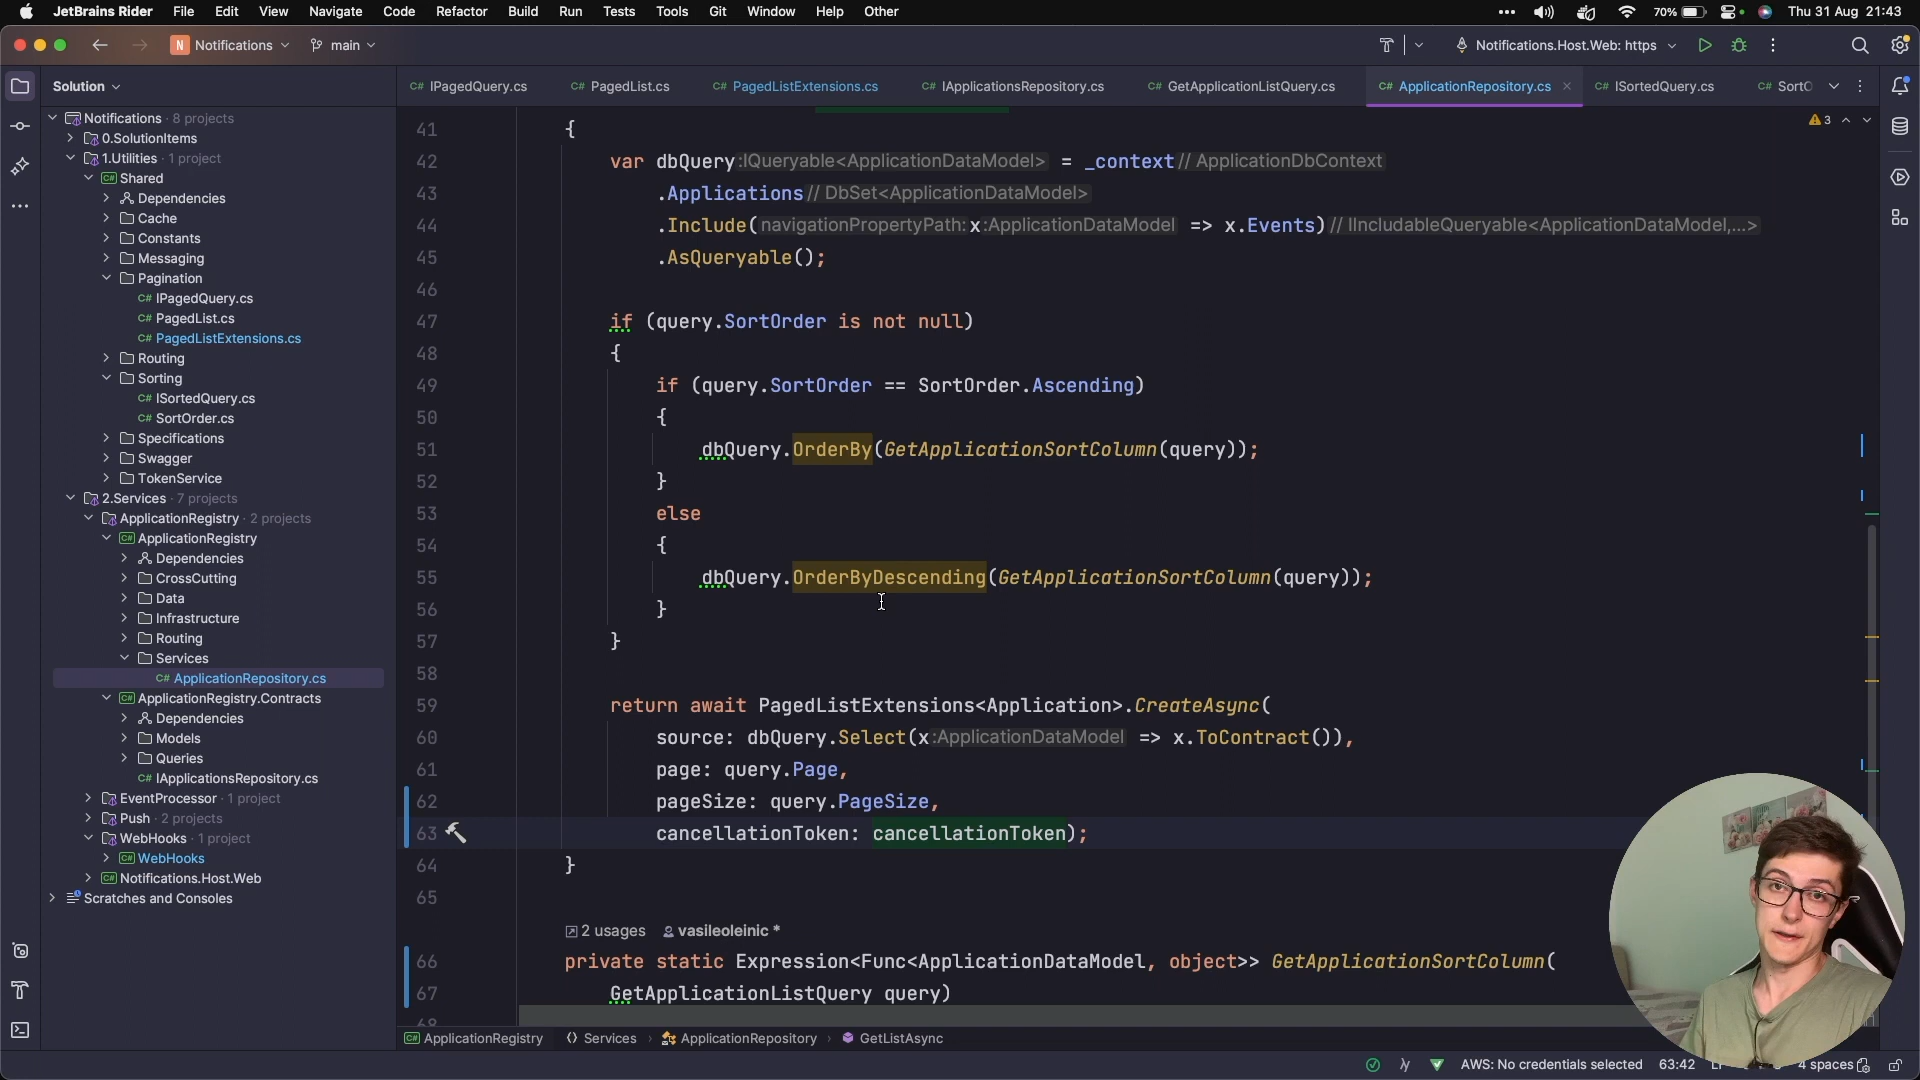 JetBrains Rider File Edit View Navigate Code Refactor Build Run Tests Tools Git Window Help Other
70% Thu 31 Aug 21:43
N Notifications main
Notifications.Host.Web: https
Solution
IPagedQuery.cs PagedList.cs PagedListExtensions.cs IApplicationsRepository.cs GetApplicationListQuery.cs ApplicationRepository.cs ISortedQuery.cs
3
Notifications · 8 projects
0.SolutionItems
1.Utilities · 1 project
Shared
Dependencies
Cache
Constants
Messaging
Pagination
C# IPagedQuery.cs
C# PagedList.cs
C# PagedListExtensions.cs
Routing
Sorting
C# ISortedQuery.cs
C# SortOrder.cs
Specifications
Swagger
TokenService
2.Services · 7 projects
ApplicationRegistry · 2 projects
ApplicationRegistry
Dependencies
CrossCutting
Data
Infrastructure
Routing
Services
C# ApplicationRepository.cs
ApplicationRegistry.Contracts
Dependencies
Models
Queries
C# IApplicationsRepository.cs
EventProcessor · 1 project
Push · 2 projects
WebHooks · 1 project
WebHooks
Notifications.Host.Web
Scratches and Consoles
41 {
42 var dbQuery:IQueryable<ApplicationDataModel> = _context// ApplicationDbContext
43 .Applications// DbSet<ApplicationDataModel>
44 .Include(navigationPropertyPath:x:ApplicationDataModel => x.Events)// IIncludableQueryable<ApplicationDataModel,...>
45 .AsQueryable();
46
47 if (query.SortOrder is not null)
48 {
49 if (query.SortOrder == SortOrder.Ascending)
50 {
51 dbQuery.OrderBy(GetApplicationSortColumn(query));
52 }
53 else
54 {
55 dbQuery.OrderByDescending(GetApplicationSortColumn(query));
56 }
57 }
58
59 return await PagedListExtensions<Application>.CreateAsync(
60 source: dbQuery.Select(x:ApplicationDataModel => x.ToContract()),
61 page: query.Page,
62 pageSize: query.PageSize,
63 cancellationToken: cancellationToken);
64 }
65
2 usages vasileoleinic *
66 private static Expression<Func<ApplicationDataModel, object>> GetApplicationSortColumn(
67 GetApplicationListQuery query)
ApplicationRegistry Services ApplicationRepository GetListAsync
AWS: No credentials selected 63:42 4 spaces